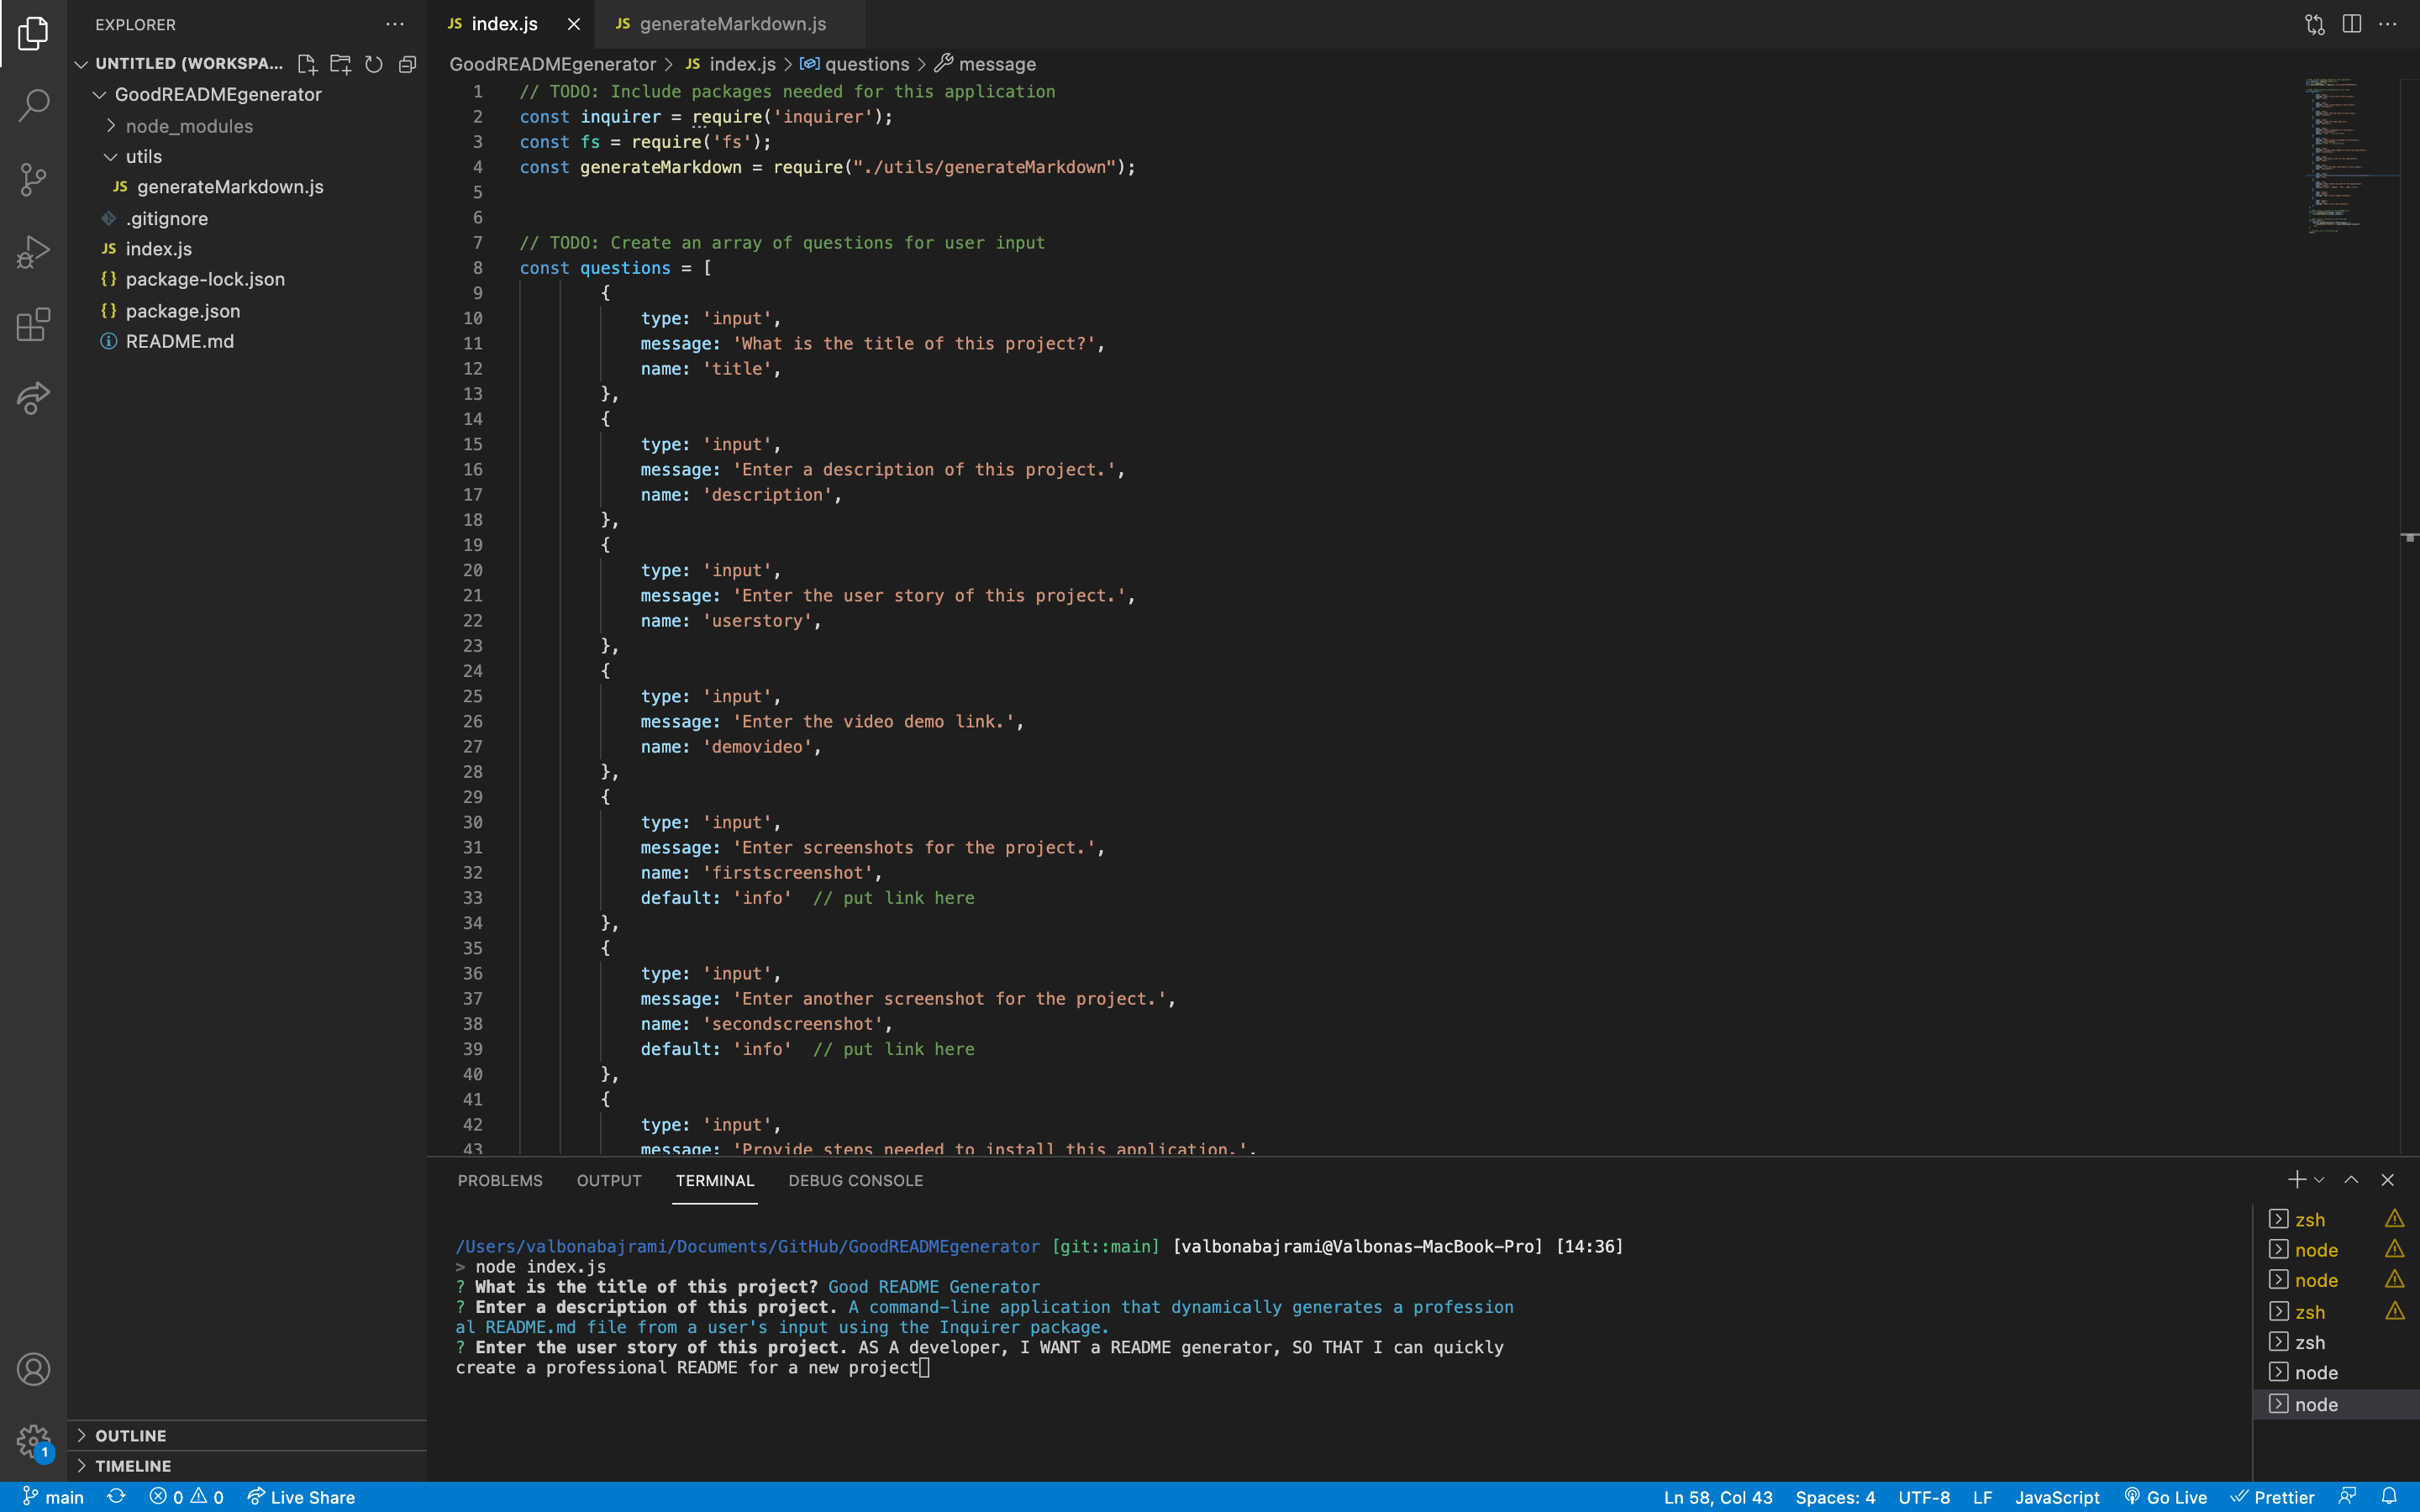 EXPLORER
UNTITLED (WORKSPA...
GoodREADMEgenerator
node_modules
utils
JS generateMarkdown.js
.gitignore
JS index.js
{} package-lock.json
{} package.json
README.md
OUTLINE
TIMELINE
JS index.js
JS generateMarkdown.js
GoodREADMEgenerator > JS index.js > questions > message
1 // TODO: Include packages needed for this application
2 const inquirer = require('inquirer');
3 const fs = require('fs');
4 const generateMarkdown = require("./utils/generateMarkdown");
5
6
7 // TODO: Create an array of questions for user input
8 const questions = [
9 {
10 type: 'input',
11 message: 'What is the title of this project?',
12 name: 'title',
13 },
14 {
15 type: 'input',
16 message: 'Enter a description of this project.',
17 name: 'description',
18 },
19 {
20 type: 'input',
21 message: 'Enter the user story of this project.',
22 name: 'userstory',
23 },
24 {
25 type: 'input',
26 message: 'Enter the video demo link.',
27 name: 'demovideo',
28 },
29 {
30 type: 'input',
31 message: 'Enter screenshots for the project.',
32 name: 'firstscreenshot',
33 default: 'info' // put link here
34 },
35 {
36 type: 'input',
37 message: 'Enter another screenshot for the project.',
38 name: 'secondscreenshot',
39 default: 'info' // put link here
40 },
41 {
42 type: 'input',
43 message: 'Provide steps needed to install this application.',
PROBLEMS OUTPUT TERMINAL DEBUG CONSOLE
/Users/valbonabajrami/Documents/GitHub/GoodREADMEgenerator [git::main] [valbonabajrami@Valbonas-MacBook-Pro] [14:36]
> node index.js
? What is the title of this project? Good README Generator
? Enter a description of this project. A command-line application that dynamically generates a profession
al README.md file from a user's input using the Inquirer package.
? Enter the user story of this project. AS A developer, I WANT a README generator, SO THAT I can quickly
create a professional README for a new project
zsh
node
node
zsh
zsh
node
node
1
main 0 0 Live Share
Ln 58, Col 43 Spaces: 4 UTF-8 LF JavaScript Go Live Prettier